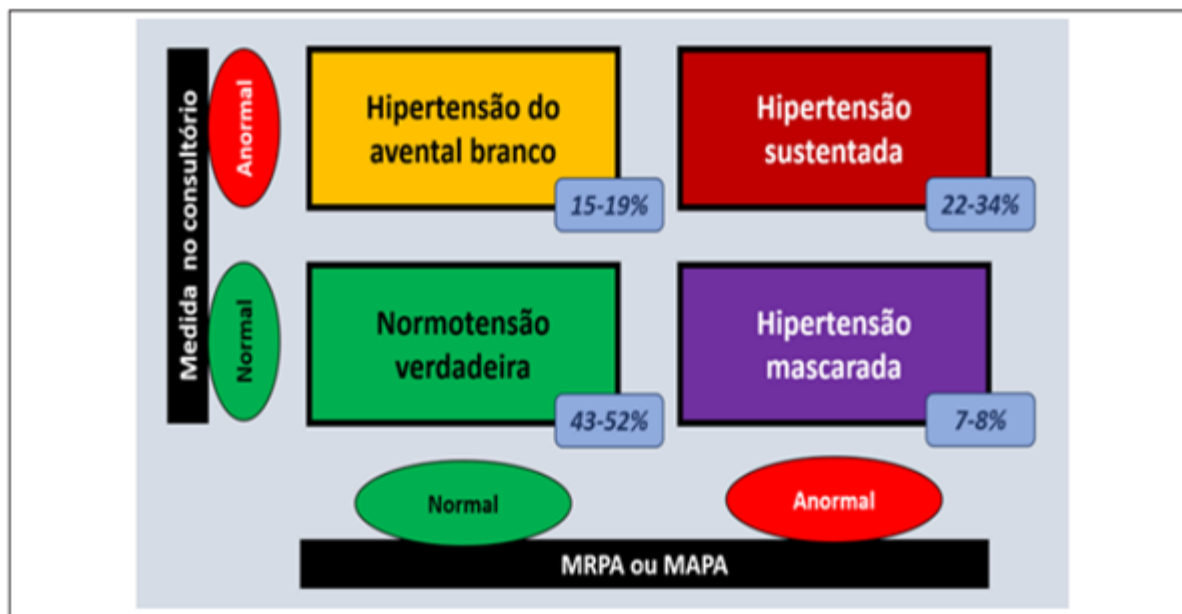 Medida no consultório
Anormal
Hipertensão do
avental branco
15-19%
Hipertensão
sustentada
22-34%
Normal
Normotensão
verdadeira
43-52%
Hipertensão
mascarada
7-8%
Normal
Anormal
MRPA ou MAPA